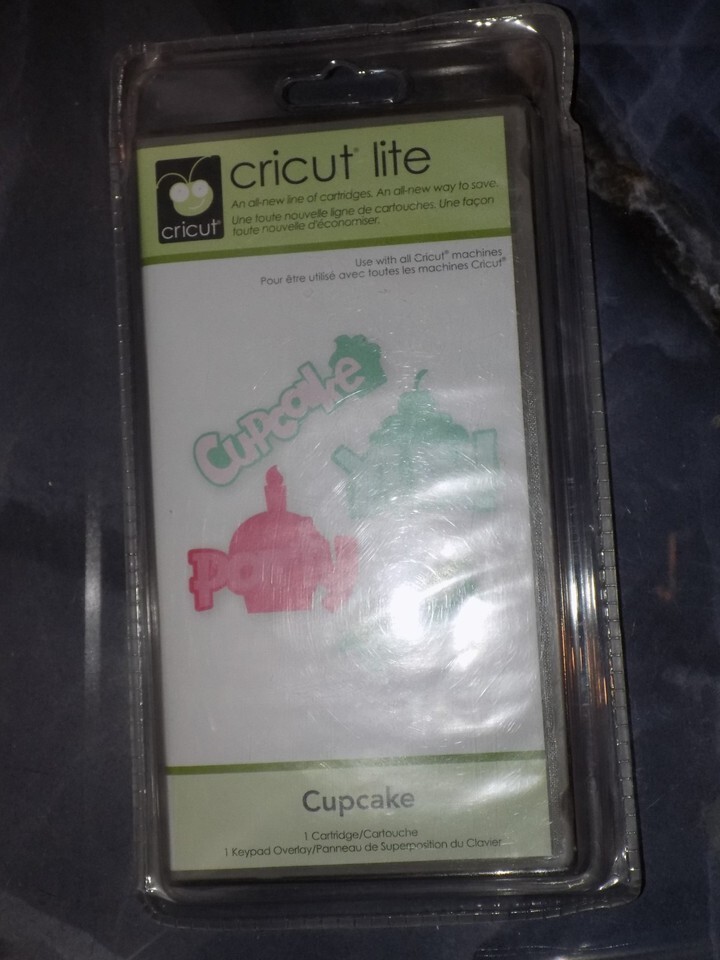 cricut® lite
cricut®
An all-new line of cartridges. An all-new way to save.
Une toute nouvelle ligne de cartouches. Une façon
toute nouvelle d'économiser.
Use with all Cricut® machines
Pour être utilisé avec toutes les machines Cricut®
Cupcake
party
Cupcake
1 Cartridge/Cartouche
1 Keypad Overlay/Panneau de Superposition du Clavier